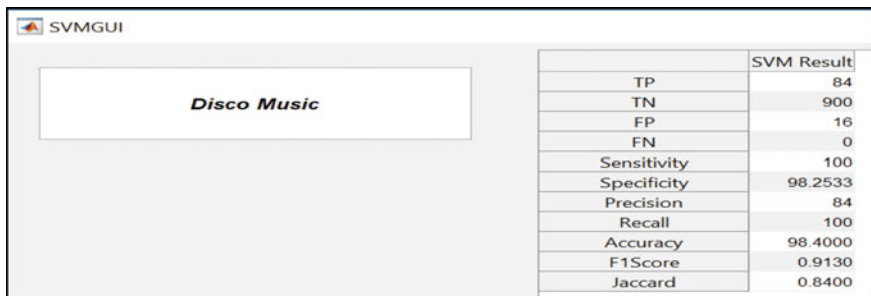 SVMGUI
Disco Music
SVM Result
TP 84
TN 900
FP 16
FN 0
Sensitivity 100
Specificity 98.2533
Precision 84
Recall 100
Accuracy 98.4000
F1Score 0.9130
Jaccard 0.8400